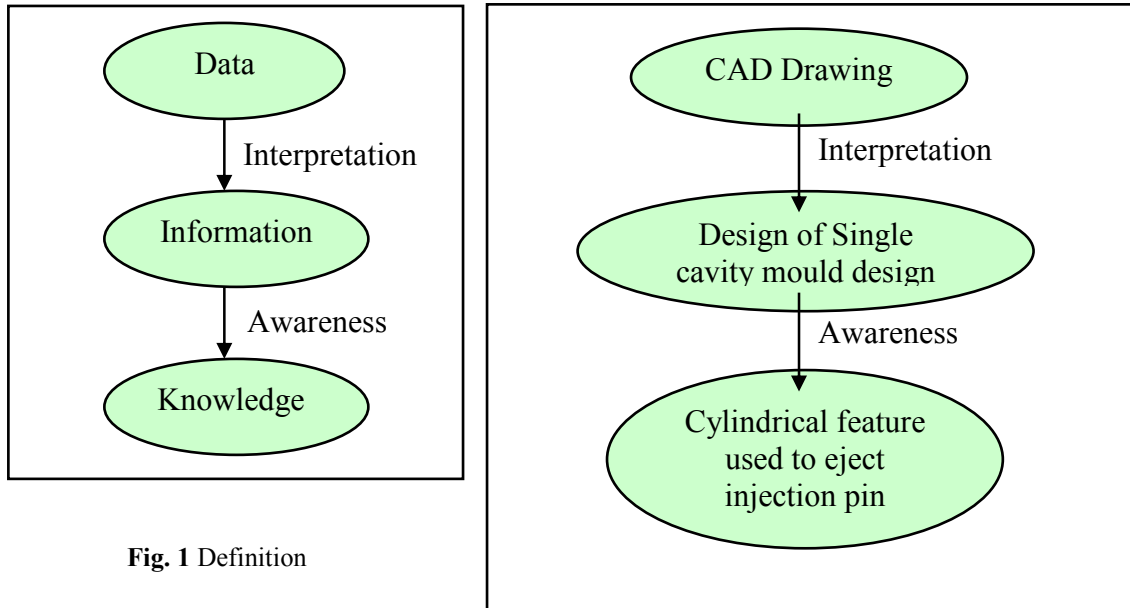 Data
Interpretation
Information
Awareness
Knowledge
Fig. 1 Definition
CAD Drawing
Interpretation
Design of Single
cavity mould design
Awareness
Cylindrical feature
used to eject
injection pin